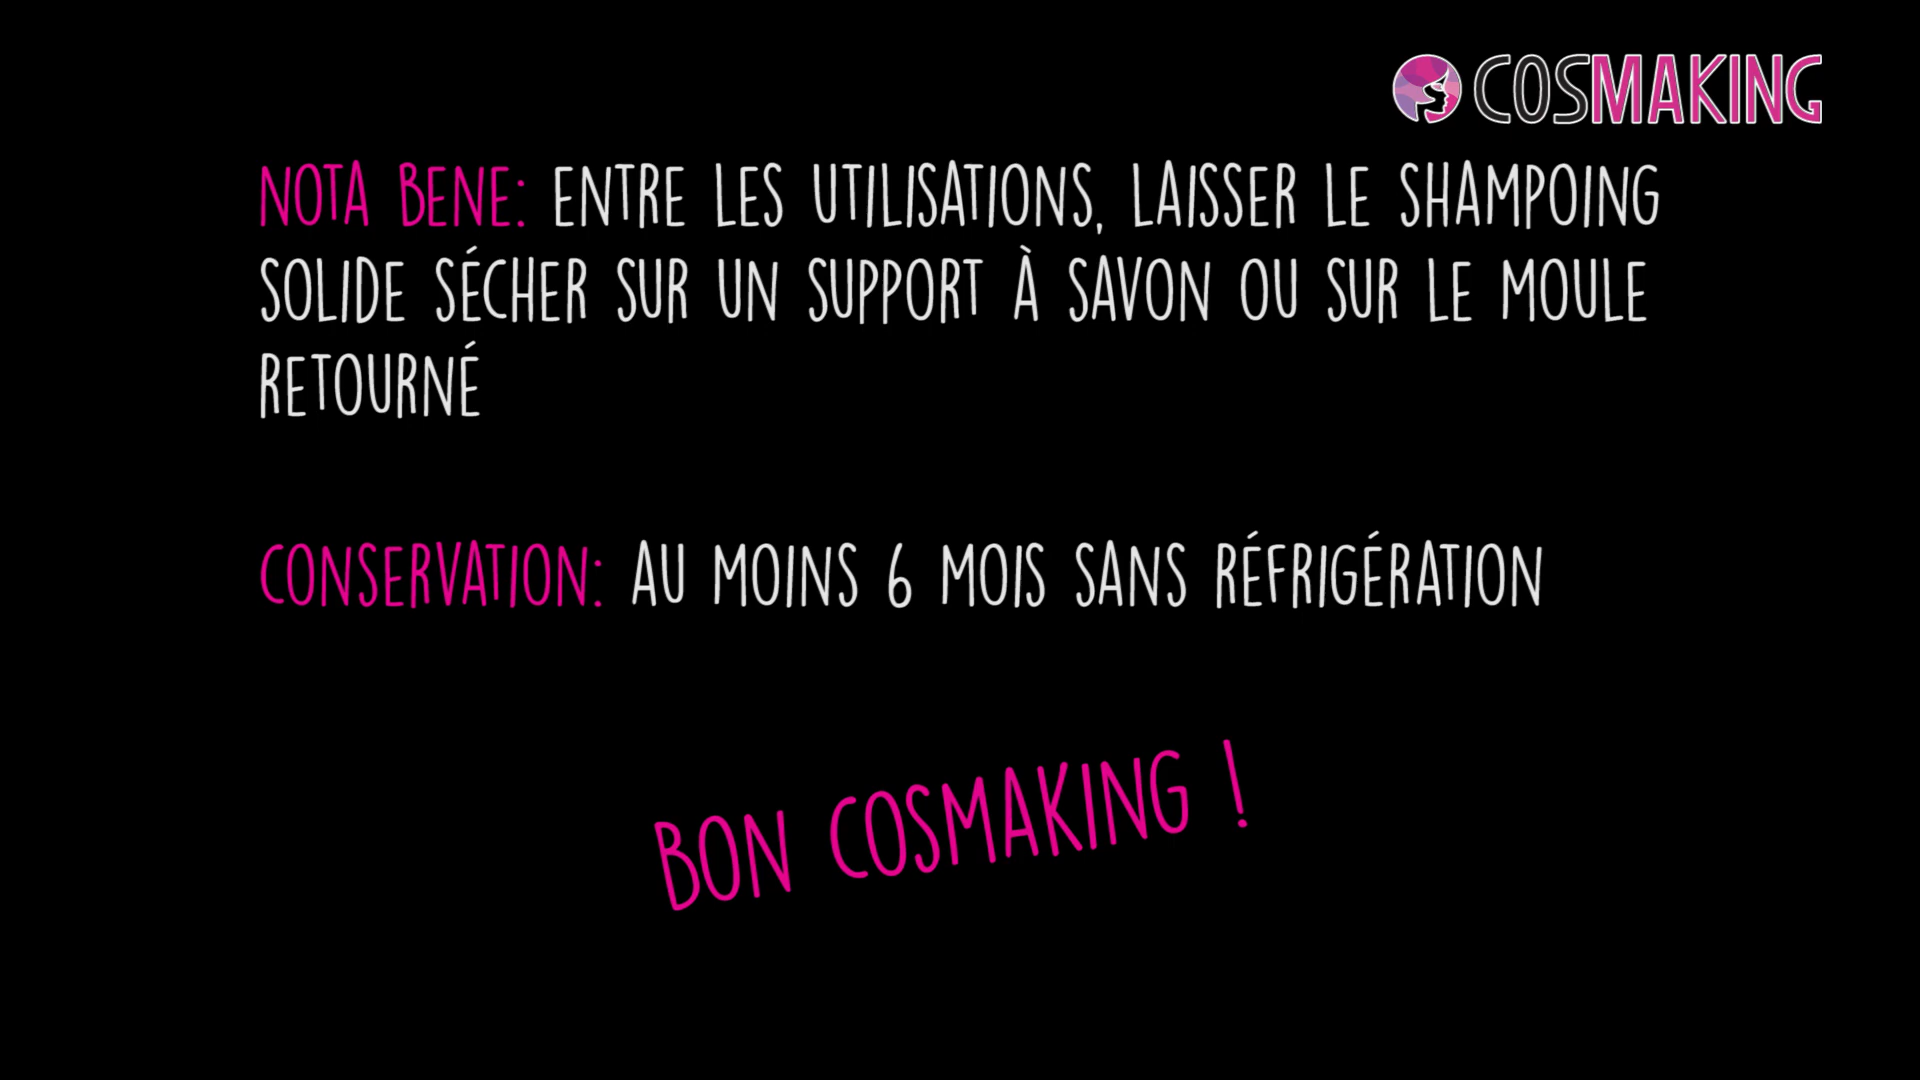 COSMAKING
NOTA BENE: ENTRE LES UTILISATIONS, LAISSER LE SHAMPOING
SOLIDE SÉCHER SUR UN SUPPORT À SAVON OU SUR LE MOULE
RETOURNÉ
CONSERVATION: AU MOINS 6 MOIS SANS RÉFRIGÉRATION
BON COSMAKING !